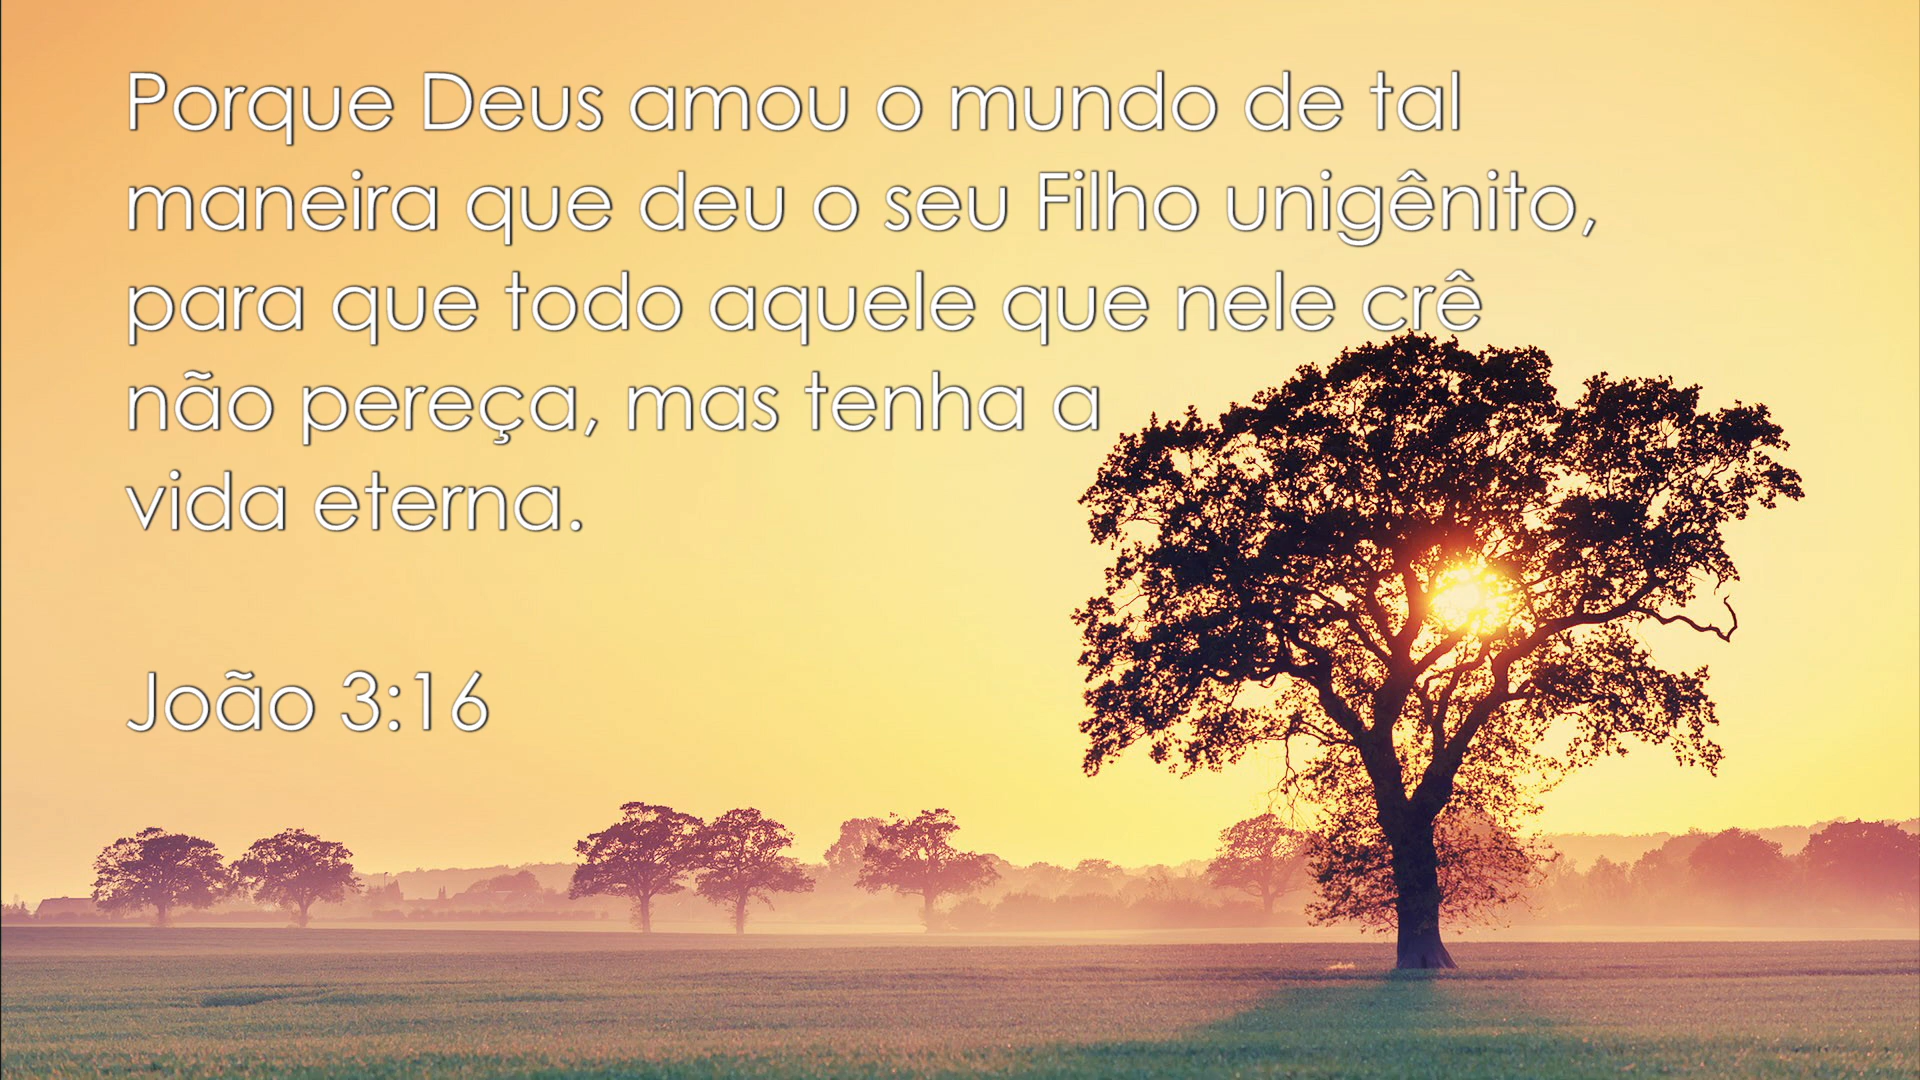 Porque Deus amou o mundo de tal
maneira que deu o seu Filho unigênito,
para que todo aquele que nele crê
não pereça, mas tenha a
vida eterna.
João 3:16